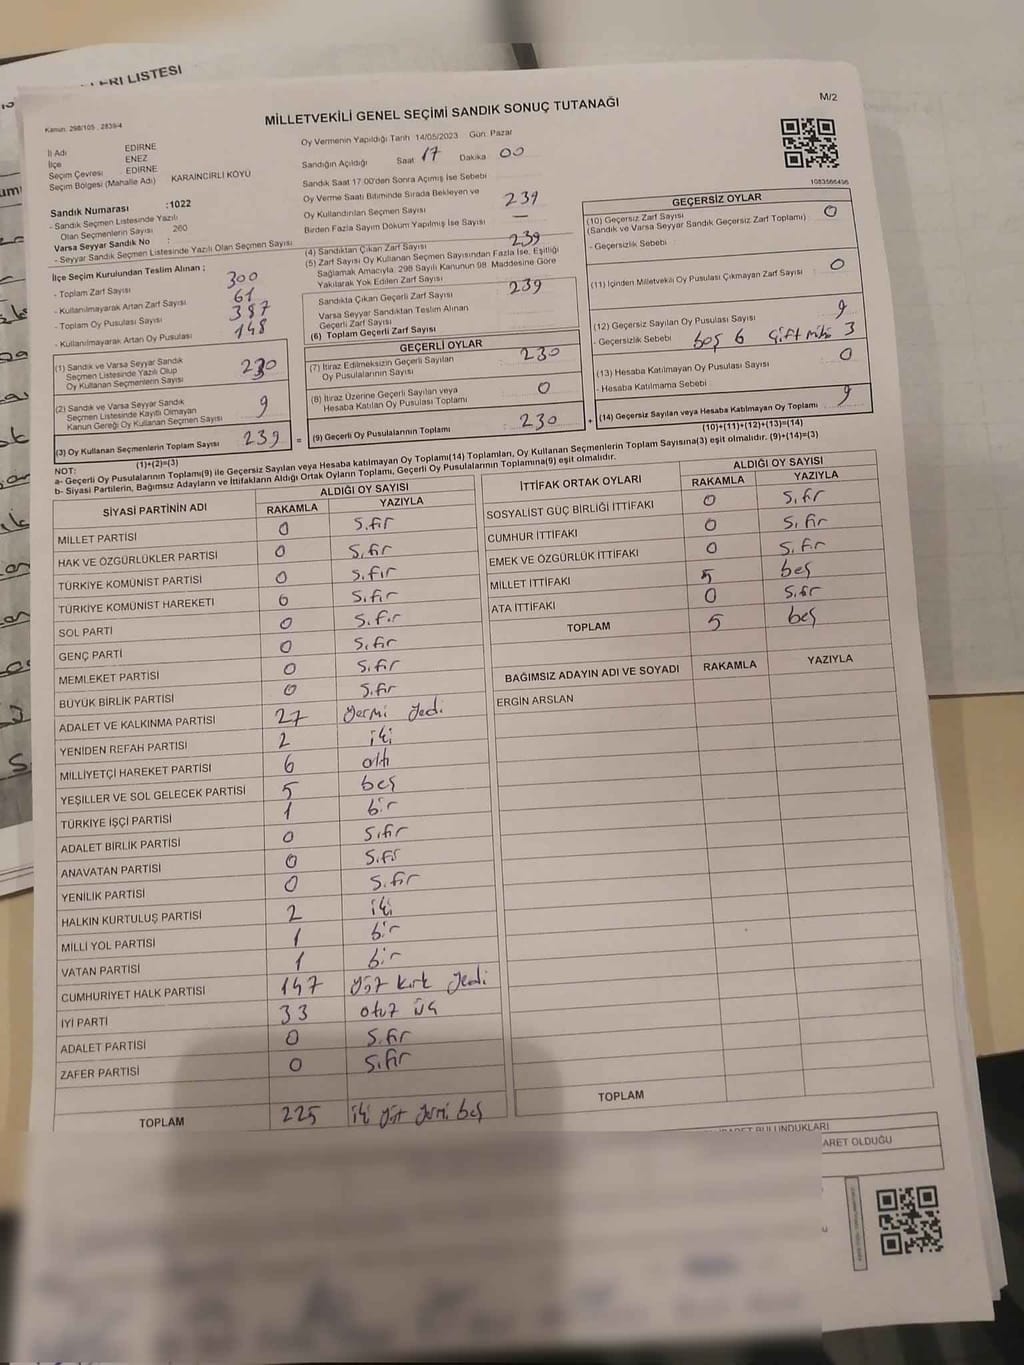 LERİ LİSTESİ
MİLLETVEKİLİ GENEL SEÇİMİ SANDIK SONUÇ TUTANAĞI
M/2
Kanun: 298/105, 2839/4
İl Adı EDİRNE
İlçe ENEZ
Seçim Çevresi EDİRNE
Seçim Bölgesi (Mahalle Adı) KARAİNCİRLİ KÖYÜ
Sandık Numarası :1022
- Sandık Seçmen Listesinde Yazılı
Olan Seçmenlerin Sayısı : 260
Varsa Seyyar Sandık No :
- Seyyar Sandık Seçmen Listesinde Yazılı Olan Seçmen Sayısı
İlçe Seçim Kurulundan Teslim Alınan ;
- Toplam Zarf Sayısı 300
- Kullanılmayarak Artan Zarf Sayısı 61
- Toplam Oy Pusulası Sayısı 387
- Kullanılmayarak Artan Oy Pusulası 148
(1) Sandık ve Varsa Seyyar Sandık
Seçmen Listesinde Yazılı Olup
Oy Kullanan Seçmenlerin Sayısı 230
(2) Sandık ve Varsa Seyyar Sandık
Seçmen Listesinde Kayıtlı Olmayan
Kanun Gereği Oy Kullanan Seçmen Sayısı 9
(3) Oy Kullanan Seçmenlerin Toplam Sayısı 239 =
(1)+(2)=(3)
Oy Vermenin Yapıldığı Tarih 14/05/2023 Gün: Pazar
Sandığın Açıldığı Saat 17 Dakika 00
Sandık Saat 17:00'den Sonra Açılmış İse Sebebi
Oy Verme Saati Bitiminde Sırada Bekleyen ve
Oy Kullandırılan Seçmen Sayısı 239
Birden Fazla Sayım Döküm Yapılmış İse Sayısı —
(4) Sandıktan Çıkan Zarf Sayısı 239
(5) Zarf Sayısı Oy Kullanan Seçmen Sayısından Fazla İse, Eşitliği
Sağlamak Amacıyla, 298 Sayılı Kanunun 98. Maddesine Göre
Yakılarak Yok Edilen Zarf Sayısı
Sandıkta Çıkan Geçerli Zarf Sayısı : 239
Varsa Seyyar Sandıktan Teslim Alınan
Geçerli Zarf Sayısı
(6) Toplam Geçerli Zarf Sayısı
GEÇERLİ OYLAR
(7) İtiraz Edilmeksizin Geçerli Sayılan
Oy Pusulalarının Sayısı : 230
(8) İtiraz Üzerine Geçerli Sayılan veya
Hesaba Katılan Oy Pusulası Toplamı 0
(9) Geçerli Oy Pusulalarının Toplamı : 230 +
1083566496
GEÇERSİZ OYLAR
(10) Geçersiz Zarf Sayısı 0
(Sandık ve Varsa Seyyar Sandık Geçersiz Zarf Toplamı)
- Geçersizlik Sebebi
(11) İçinden Milletvekili Oy Pusulası Çıkmayan Zarf Sayısı 0
(12) Geçersiz Sayılan Oy Pusulası Sayısı 9
- Geçersizlik Sebebi boş 6 çift mühür 3
(13) Hesaba Katılmayan Oy Pusulası Sayısı 0
- Hesaba Katılmama Sebebi
(14) Geçersiz Sayılan veya Hesaba Katılmayan Oy Toplamı 9
(10)+(11)+(12)+(13)=(14)
NOT:
a- Geçerli Oy Pusulalarının Toplamı(9) ile Geçersiz Sayılan veya Hesaba katılmayan Oy Toplamı(14) Toplamları, Oy Kullanan Seçmenlerin Toplam Sayısına(3) eşit olmalıdır. (9)+(14)=(3)
b- Siyasi Partilerin, Bağımsız Adayların ve İttifakların Aldığı Ortak Oyların Toplamı, Geçerli Oy Pusulalarının Toplamına(9) eşit olmalıdır.
SİYASİ PARTİNİN ADI
ALDIĞI OY SAYISI
RAKAMLA YAZIYLA
MİLLET PARTİSİ 0 sıfır
HAK VE ÖZGÜRLÜKLER PARTİSİ 0 sıfır
TÜRKİYE KOMÜNİST PARTİSİ 0 sıfır
TÜRKİYE KOMÜNİST HAREKETİ 0 sıfır
SOL PARTİ 0 sıfır
GENÇ PARTİ 0 sıfır
MEMLEKET PARTİSİ 0 sıfır
BÜYÜK BİRLİK PARTİSİ 0 sıfır
ADALET VE KALKINMA PARTİSİ 27 yirmi yedi
YENİDEN REFAH PARTİSİ 2 iki
MİLLİYETÇİ HAREKET PARTİSİ 6 altı
YEŞİLLER VE SOL GELECEK PARTİSİ 5 beş
TÜRKİYE İŞÇİ PARTİSİ 1 bir
ADALET BİRLİK PARTİSİ 0 sıfır
ANAVATAN PARTİSİ 0 sıfır
YENİLİK PARTİSİ 0 sıfır
HALKIN KURTULUŞ PARTİSİ 2 iki
MİLLİ YOL PARTİSİ 1 bir
VATAN PARTİSİ 1 bir
CUMHURİYET HALK PARTİSİ 147 yüz kırk yedi
İYİ PARTİ 33 otuz üç
ADALET PARTİSİ 0 sıfır
ZAFER PARTİSİ 0 sıfır
TOPLAM 225 iki yüz yirmi beş
İTTİFAK ORTAK OYLARI
ALDIĞI OY SAYISI
RAKAMLA YAZIYLA
SOSYALİST GÜÇ BİRLİĞİ İTTİFAKI 0 sıfır
CUMHUR İTTİFAKI 0 sıfır
EMEK VE ÖZGÜRLÜK İTTİFAKI 0 sıfır
MİLLET İTTİFAKI 5 beş
ATA İTTİFAKI 0 sıfır
TOPLAM 5 beş
BAĞIMSIZ ADAYIN ADI VE SOYADI RAKAMLA YAZIYLA
ERGİN ARSLAN
TOPLAM
BULUNDUKLARI
ARET OLDUĞU